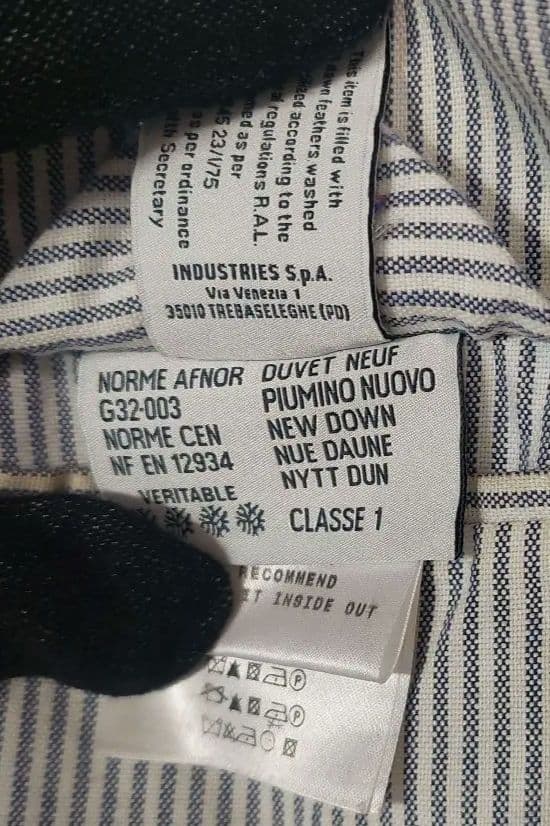 This item is filled with
feathers washed
according to the
regulations R.A.L.
as per
23/I/75
as per ordinance
Secretary
INDUSTRIES S.p.A.
Via Venezia 1
35010 TREBASELEGHE (PD)
NORME AFNOR
G32-003
NORME CEN
NF EN 12934
VERITABLE
DUVET NEUF
PIUMINO NUOVO
NEW DOWN
NUE DAUNE
NYTT DUN
CLASSE 1
RECOMMEND
IT INSIDE OUT